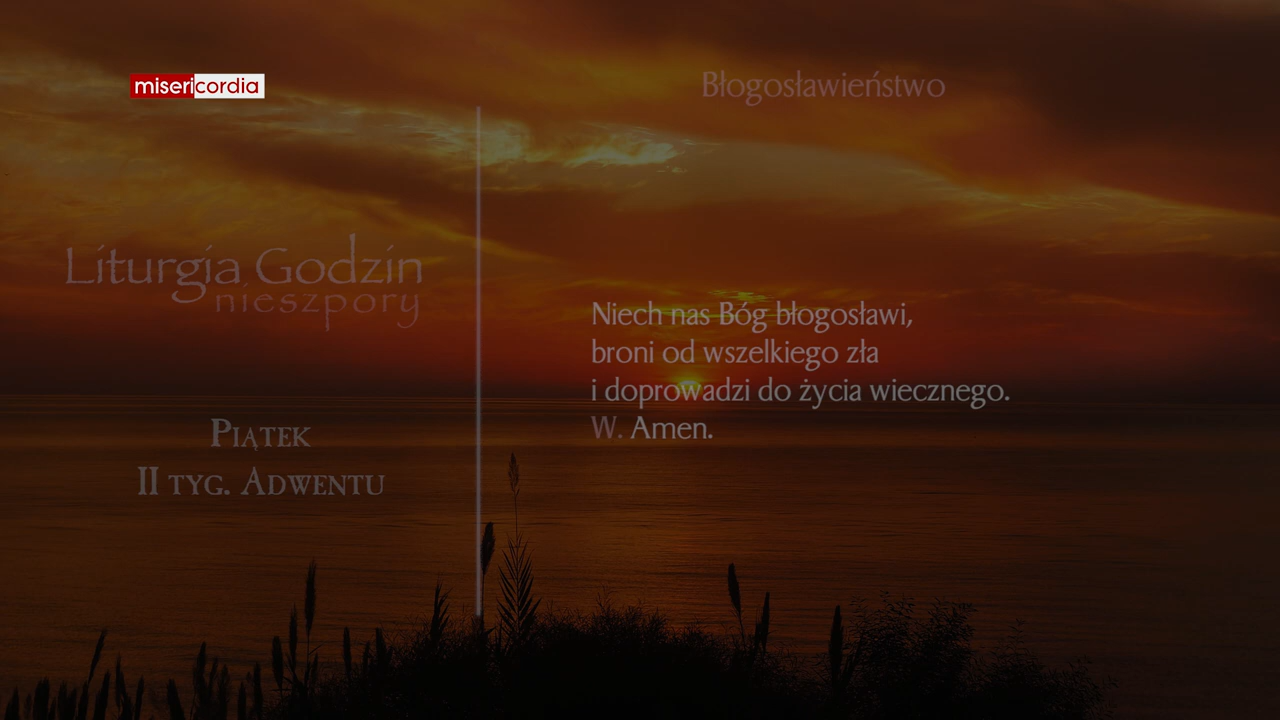 misericordia
Błogosławieństwo
Liturgia Godzin
nieszpory
Niech nas Bóg błogosławi,
broni od wszelkiego zła
i doprowadzi do życia wiecznego.
W. Amen.
Piątek
II tyg. Adwentu